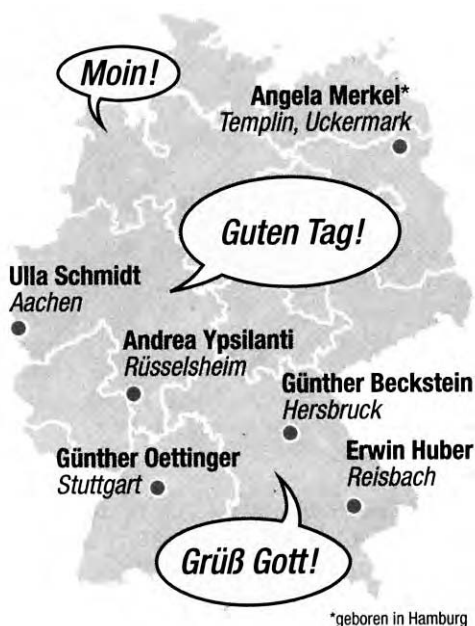 Moin!
Angela Merkel*
Templin, Uckermark
Guten Tag!
Ulla Schmidt
Aachen
Andrea Ypsilanti
Rüsselsheim
Günther Beckstein
Hersbruck
Günther Oettinger
Stuttgart
Erwin Huber
Reisbach
Grüß Gott!
*geboren in Hamburg